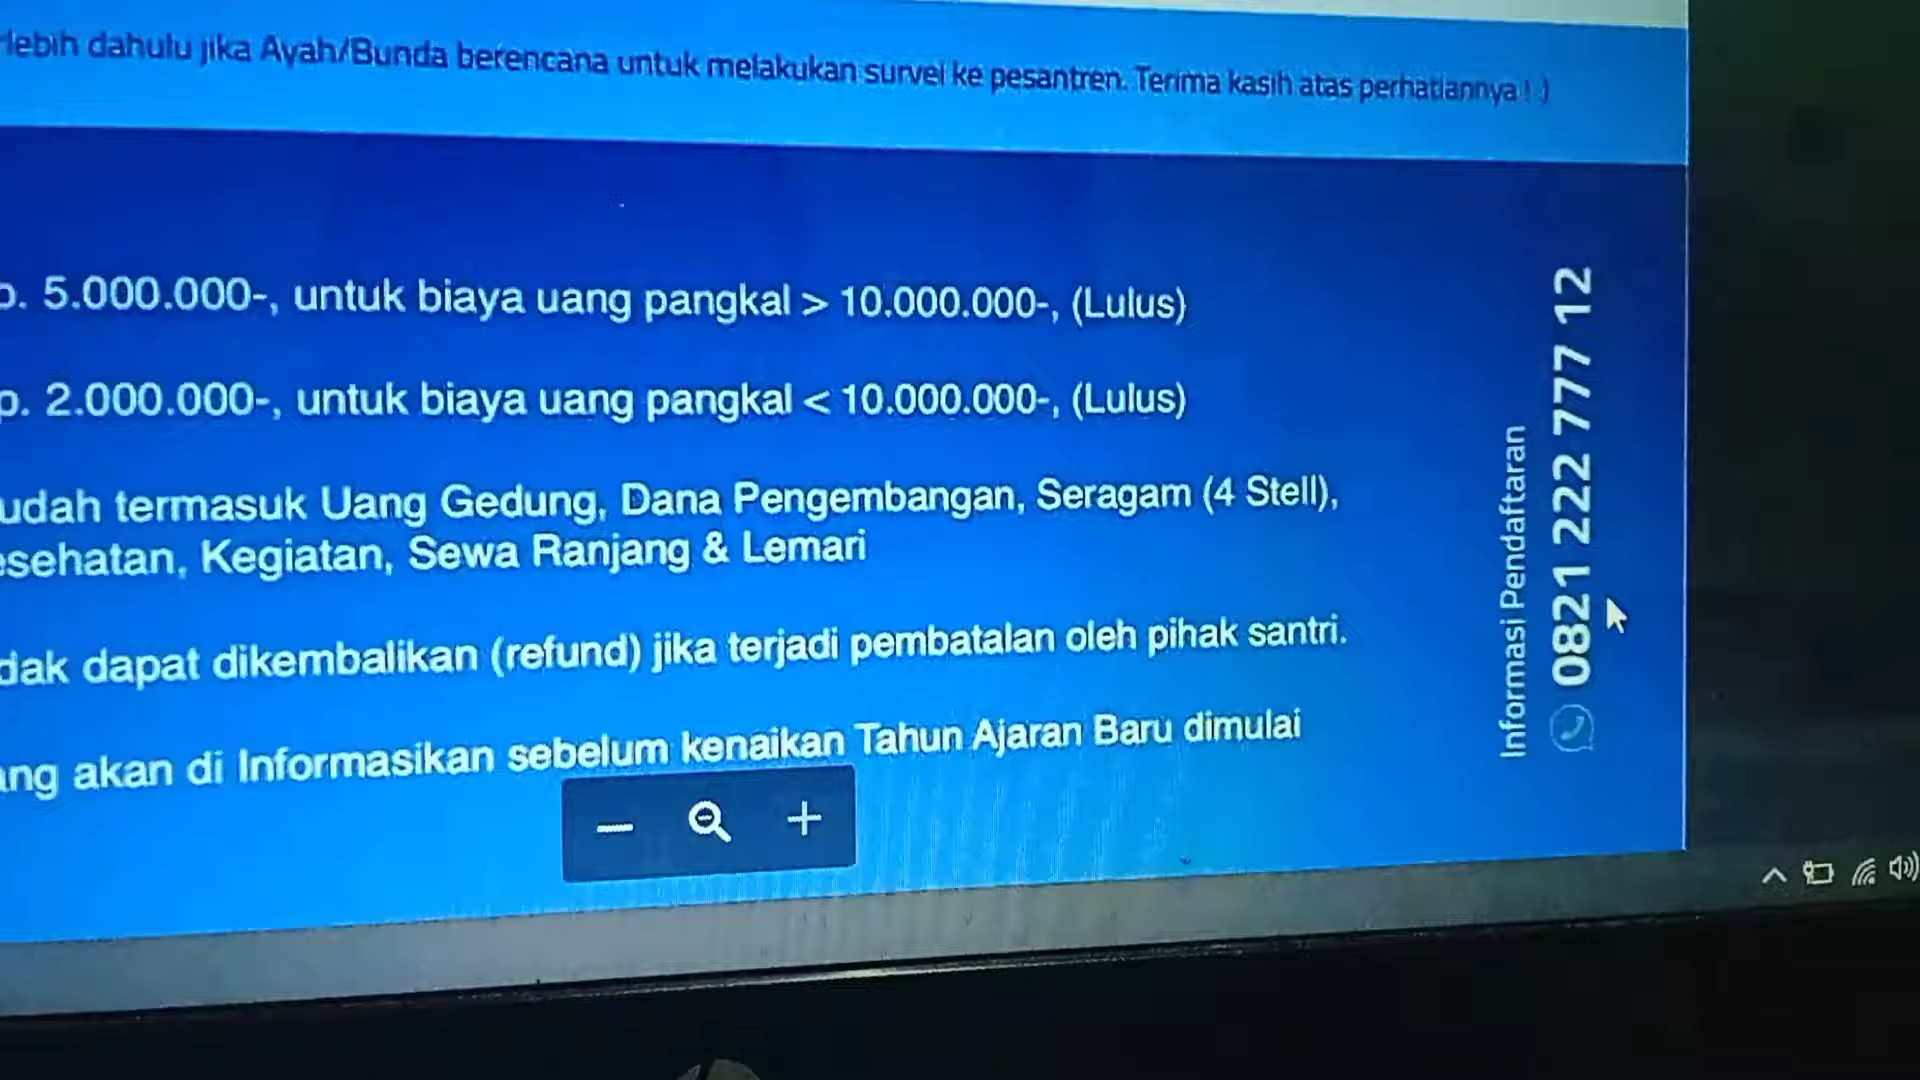 lebih dahulu jika Ayah/Bunda berencana untuk melakukan survei ke pesantren. Terima kasih atas perhatiannya ! :)
p. 5.000.000-, untuk biaya uang pangkal > 10.000.000-, (Lulus)
p. 2.000.000-, untuk biaya uang pangkal < 10.000.000-, (Lulus)
udah termasuk Uang Gedung, Dana Pengembangan, Seragam (4 Stell),
esehatan, Kegiatan, Sewa Ranjang & Lemari
dak dapat dikembalikan (refund) jika terjadi pembatalan oleh pihak santri.
ang akan di Informasikan sebelum kenaikan Tahun Ajaran Baru dimulai
Informasi Pendaftaran
0821 222 777 12